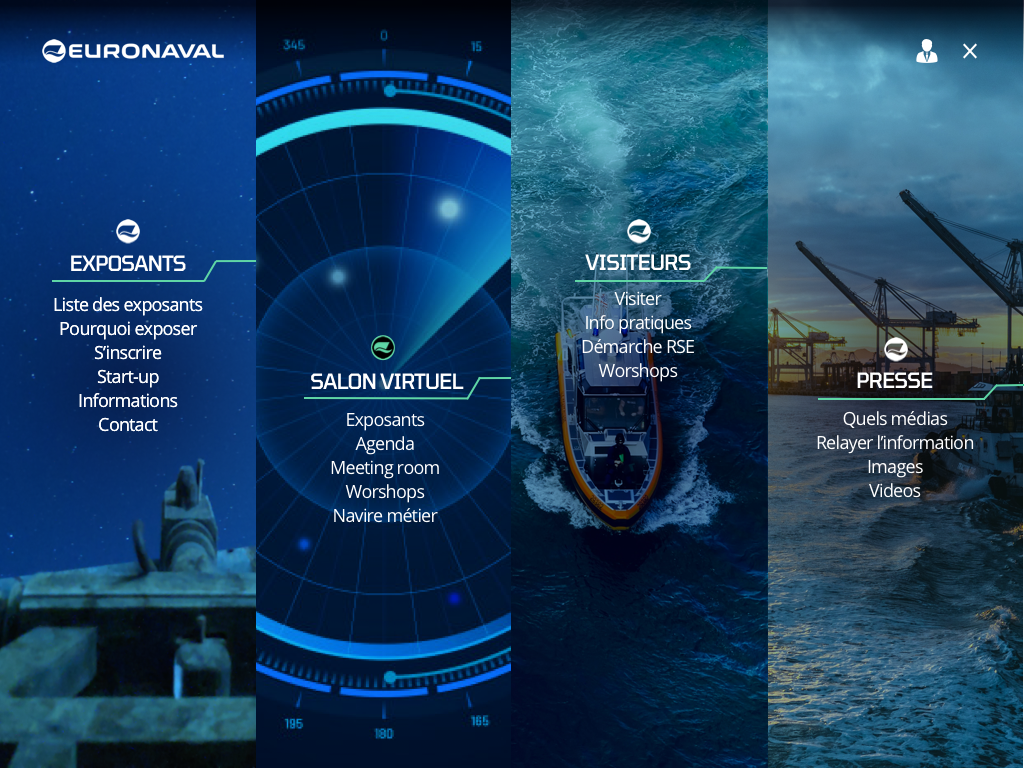 EURONAVAL
345
0
15
EXPOSANTS
Liste des exposants
Pourquoi exposer
S'inscrire
Start-up
Informations
Contact
SALON VIRTUEL
Exposants
Agenda
Meeting room
Worshops
Navire métier
195
180
165
VISITEURS
Visiter
Info pratiques
Démarche RSE
Worshops
PRESSE
Quels médias
Relayer l'information
Images
Videos